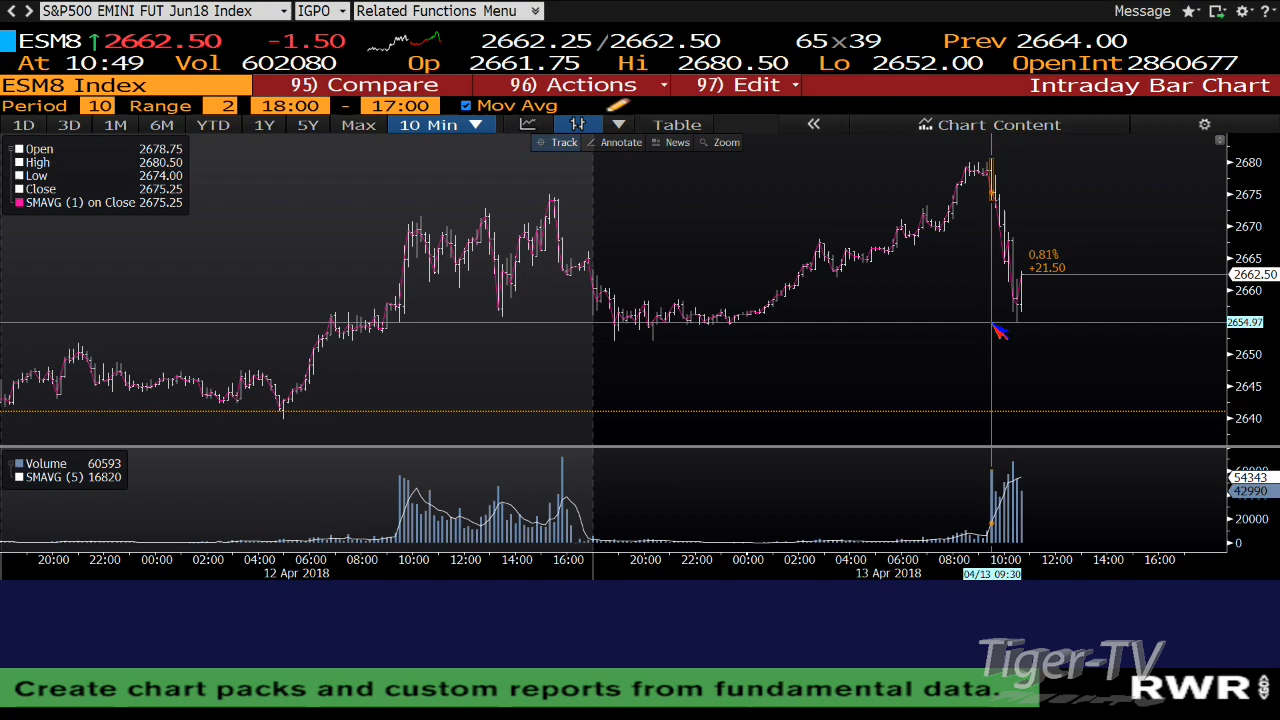 S&P500 EMINI FUT Jun18 Index IGPO Related Functions Menu Message
ESM8 ↑2662.50 -1.50 2662.25/2662.50 65x39 Prev 2664.00
At 10:49 Vol 602080 Op 2661.75 Hi 2680.50 Lo 2652.00 OpenInt 2860677
ESM8 Index 95) Compare 96) Actions 97) Edit Intraday Bar Chart
Period 10 Range 2 18:00 - 17:00 Mov Avg
1D 3D 1M 6M YTD 1Y 5Y Max 10 Min Table « Chart Content
Track Annotate News Zoom
Open 2678.75
High 2680.50
Low 2674.00
Close 2675.25
SMAVG (1) on Close 2675.25
2680
2675
2670
2665
2662.50
2660
2654.97
2650
2645
2640
0.81%
+21.50
Volume 60593
SMAVG (5) 16820
54343
42990
20000
0
20:00 22:00 00:00 02:00 04:00 06:00 08:00 10:00 12:00 14:00 16:00 20:00 22:00 00:00 02:00 04:00 06:00 08:00 10:00 12:00 14:00 16:00
12 Apr 2018 13 Apr 2018 04/13 09:30
Tiger-TV
Create chart packs and custom reports from fundamental data.
RWR